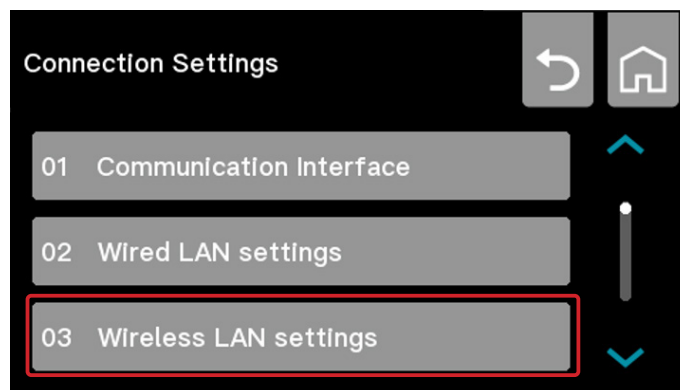 Connection Settings
01 Communication Interface
02 Wired LAN settings
03 Wireless LAN settings